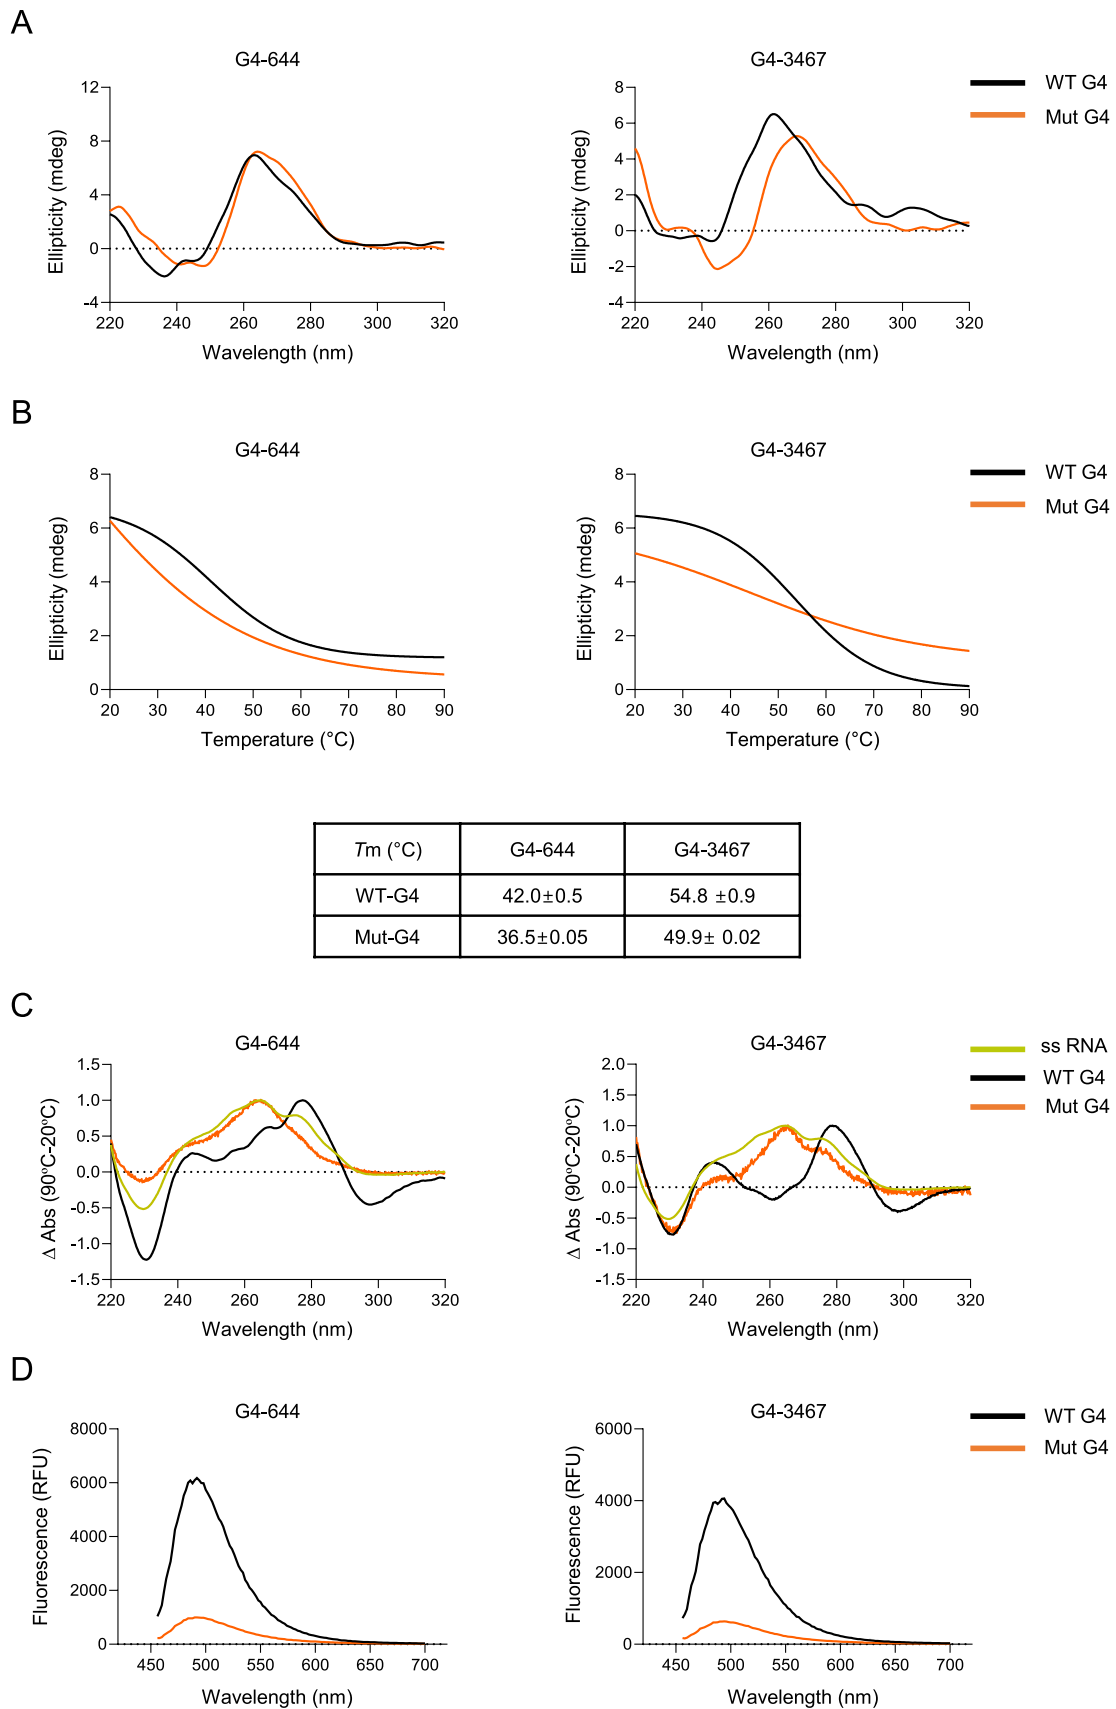 A
G4-644
G4-3467
WT G4
Mut G4
12
8
4
0
-4
Ellipticity (mdeg)
220 240 260 280 300 320
Wavelength (nm)
8
6
4
2
0
-2
-4
Ellipticity (mdeg)
220 240 260 280 300 320
Wavelength (nm)
B
G4-644
G4-3467
WT G4
Mut G4
8
6
4
2
0
Ellipticity (mdeg)
20 30 40 50 60 70 80 90
Temperature (°C)
8
6
4
2
0
Ellipticity (mdeg)
20 30 40 50 60 70 80 90
Temperature (°C)
Tm (°C) G4-644 G4-3467
WT-G4 42.0±0.5 54.8 ±0.9
Mut-G4 36.5±0.05 49.9± 0.02
C
G4-644
G4-3467
ss RNA
WT G4
Mut G4
1.5
1.0
0.5
0.0
-0.5
-1.0
-1.5
Δ Abs (90ºC-20ºC)
220 240 260 280 300 320
Wavelength (nm)
2.0
1.5
1.0
0.5
0.0
-0.5
-1.0
-1.5
Δ Abs (90ºC-20ºC)
220 240 260 280 300 320
Wavelength (nm)
D
G4-644
G4-3467
WT G4
Mut G4
8000
6000
4000
2000
0
Fluorescence (RFU)
450 500 550 600 650 700
Wavelength (nm)
6000
4000
2000
0
Fluorescence (RFU)
450 500 550 600 650 700
Wavelength (nm)